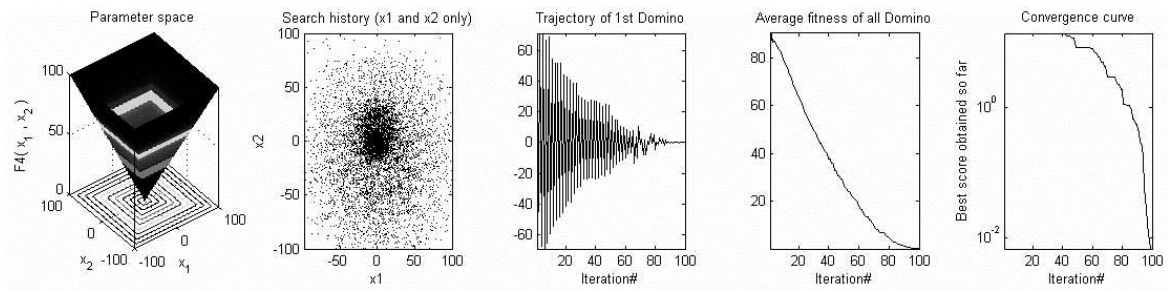 Parameter space
F4( x1 , x2 )
100
50
0
100
0
-100
x2
-100
0
100
x1
Search history (x1 and x2 only)
x2
100
50
0
-50
-100
-50 0 50 100
x1
Trajectory of 1st Domino
60
40
20
0
-20
-40
-60
20 40 60 80 100
Iteration#
Average fitness of all Domino
80
60
40
20
20 40 60 80 100
Iteration#
Convergence curve
Best score obtained so far
10^0
10^-2
20 40 60 80 100
Iteration#